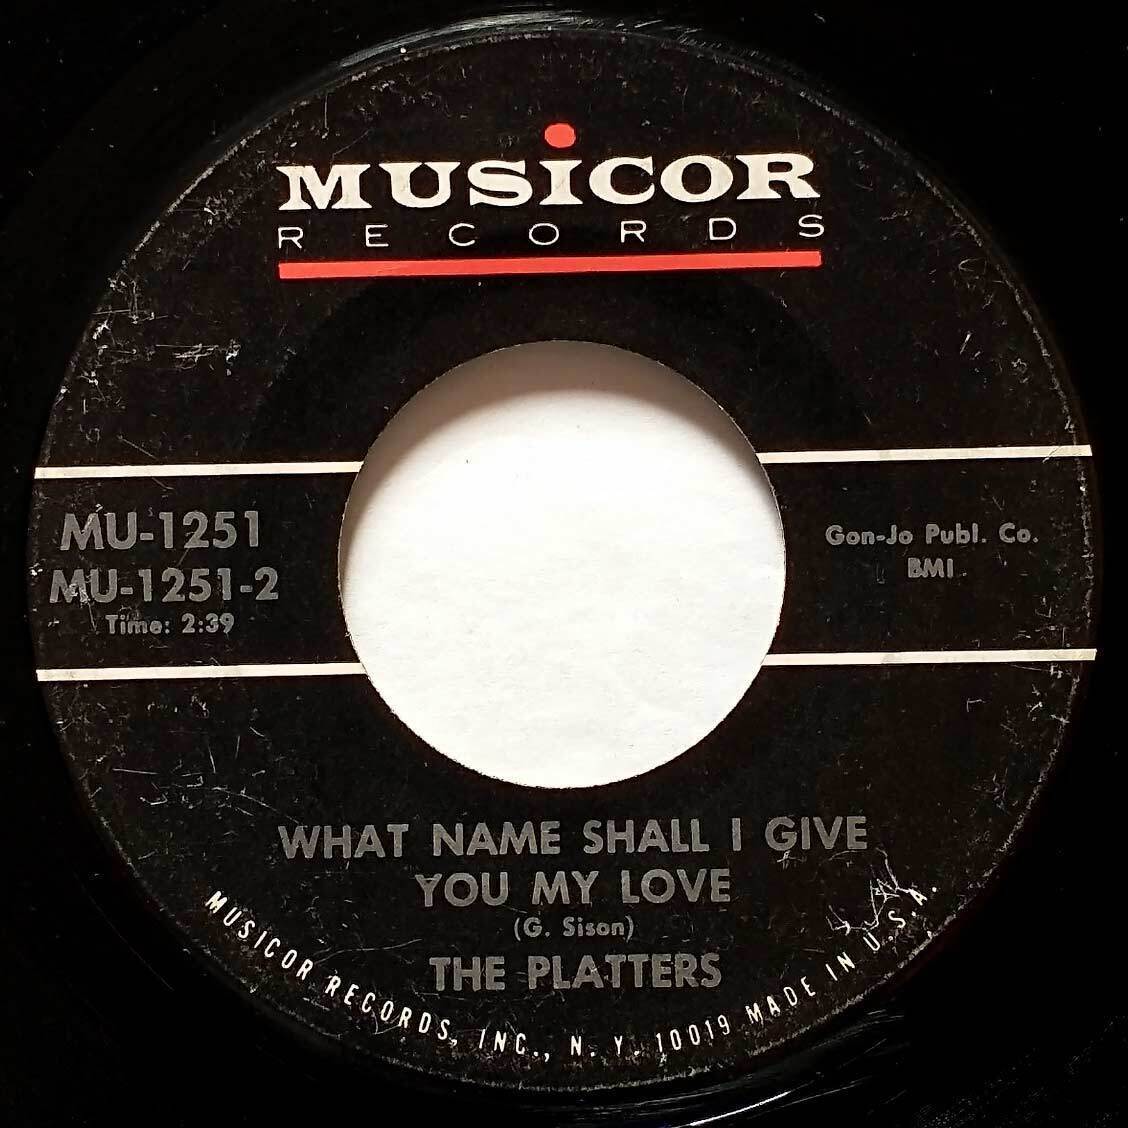 MUSiCOR
RECORDS
MU-1251
MU-1251-2
Time: 2:39
Gon-Jo Publ. Co.
BMI
WHAT NAME SHALL I GIVE
YOU MY LOVE
(G. Sison)
THE PLATTERS
MUSICOR RECORDS, INC., N. Y. 10019 MADE IN U.S.A.